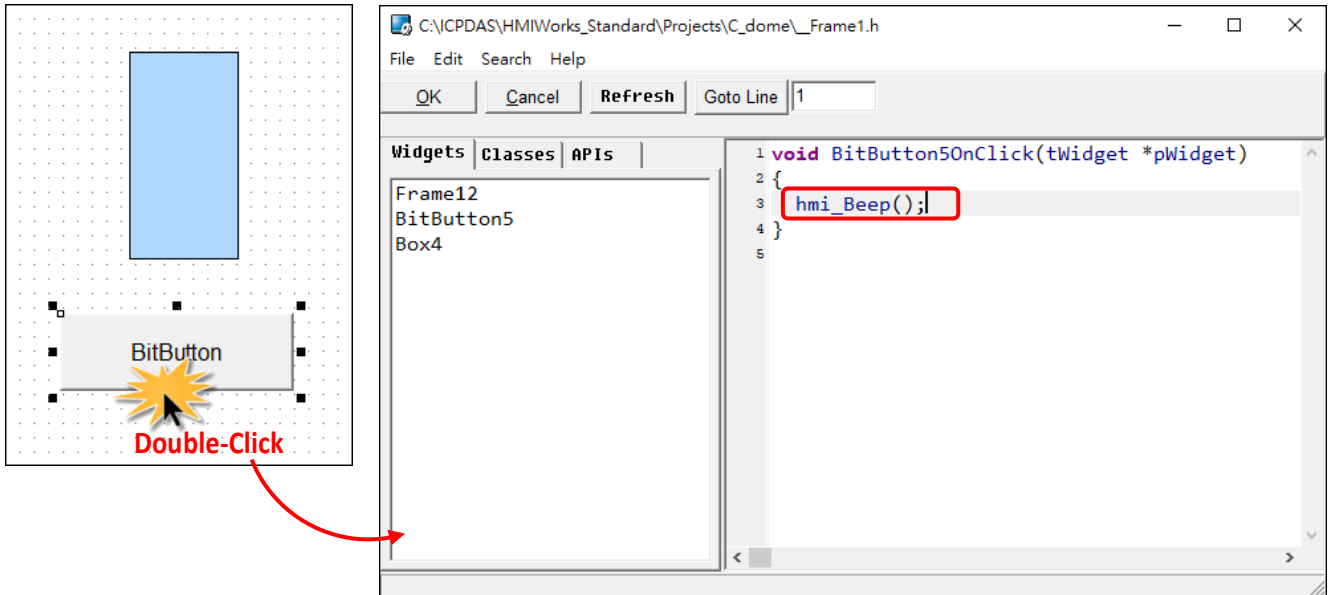 BitButton
Double-Click
C:\ICPDAS\HMIWorks_Standard\Projects\C_dome\__Frame1.h
File Edit Search Help
OK Cancel Refresh Goto Line 1
Widgets Classes APIs
Frame12
BitButton5
Box4
1 void BitButton5OnClick(tWidget *pWidget)
2 {
3 hmi_Beep();
4 }
5